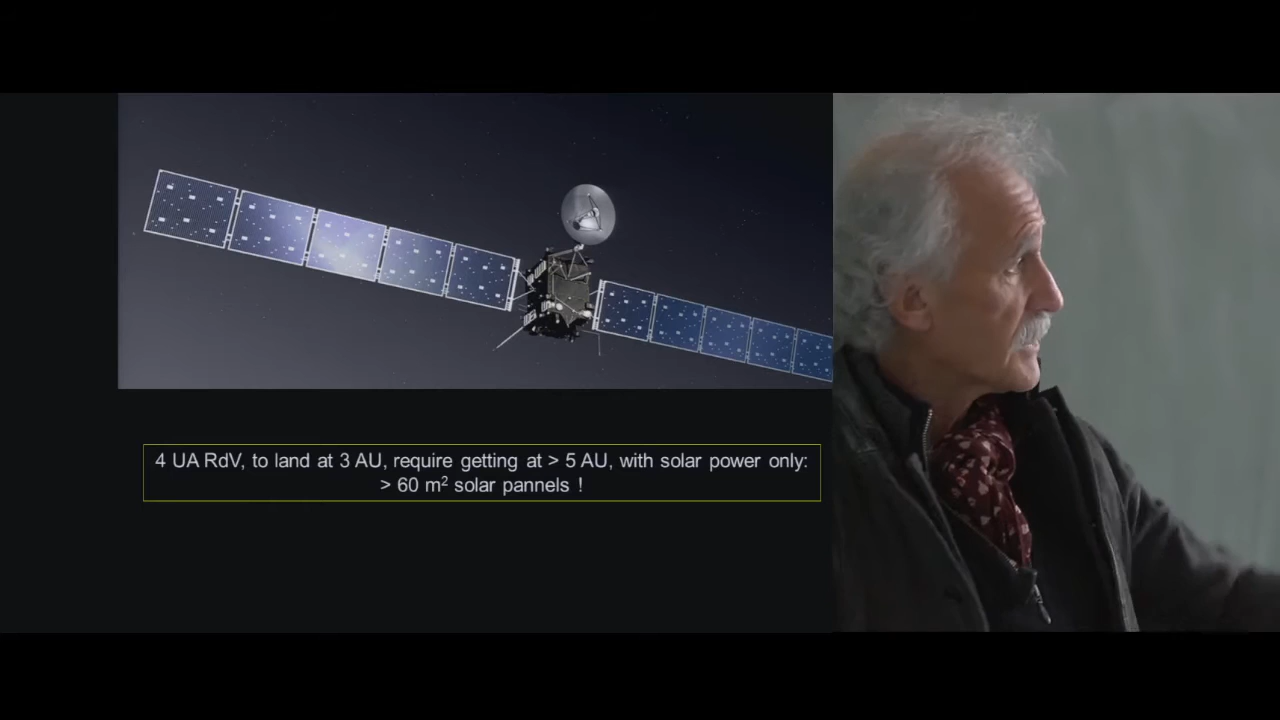 4 UA RdV, to land at 3 AU, require getting at > 5 AU, with solar power only:
> 60 m² solar pannels !